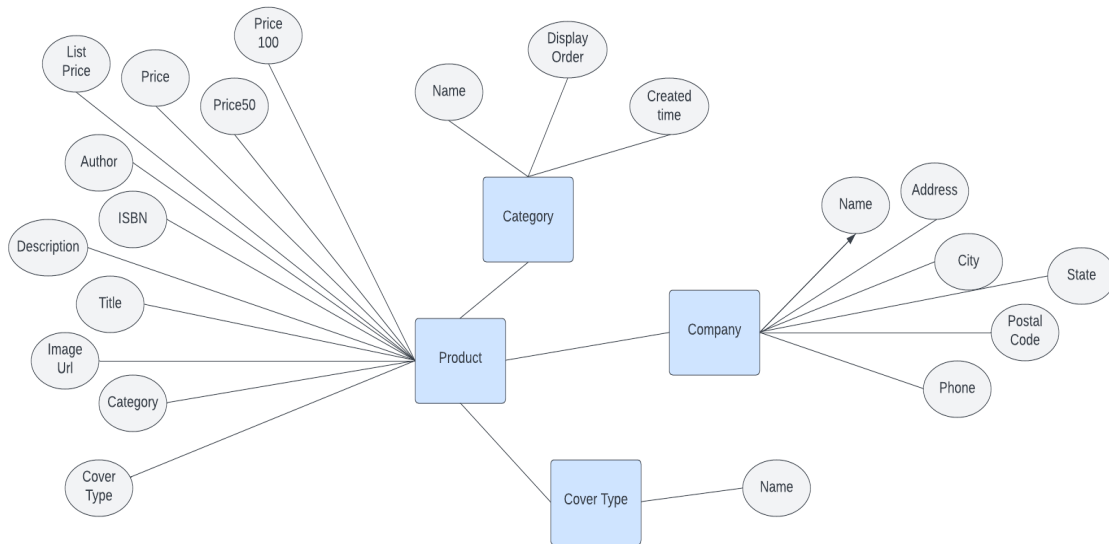 Price
100
List
Price
Price
Price50
Display
Order
Name
Created
time
Author
ISBN
Description
Title
Image
Url
Category
Cover
Type
Category
Product
Company
Name
Address
City
State
Postal
Code
Phone
Cover Type
Name